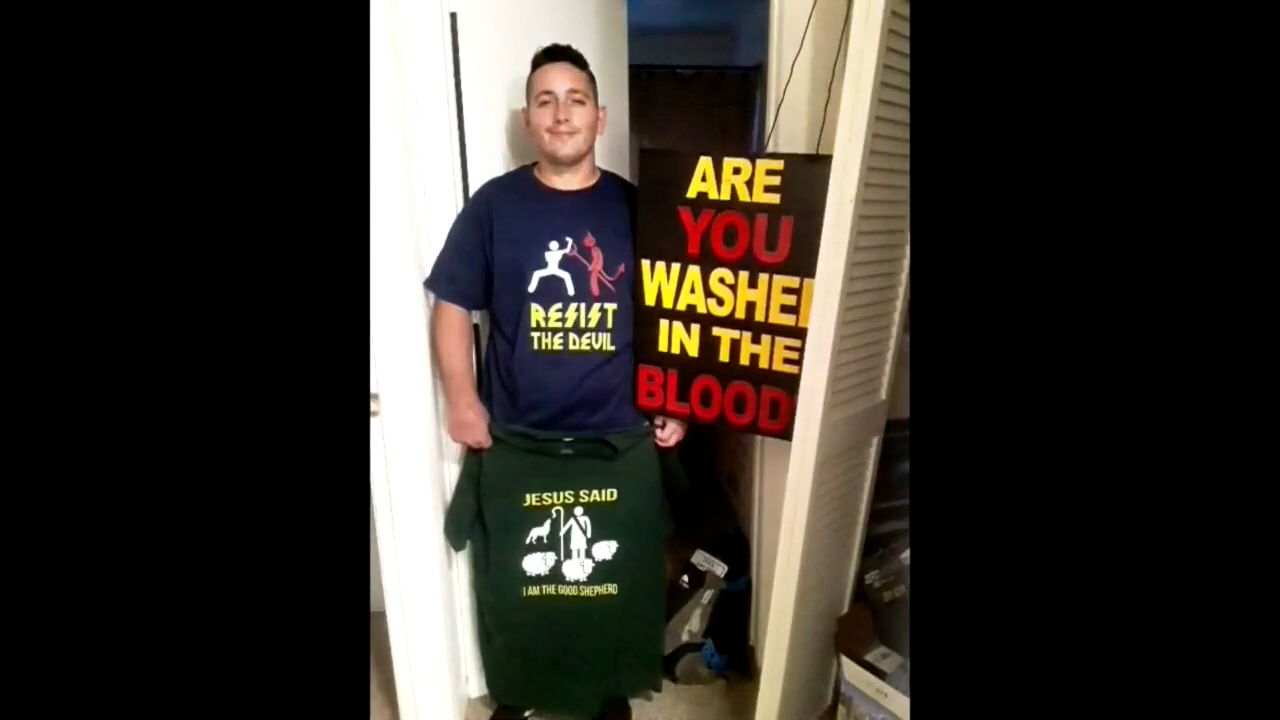 RESIST
THE DEVIL
ARE
YOU
WASHED
IN THE
BLOOD
JESUS SAID
I AM THE GOOD SHEPHERD